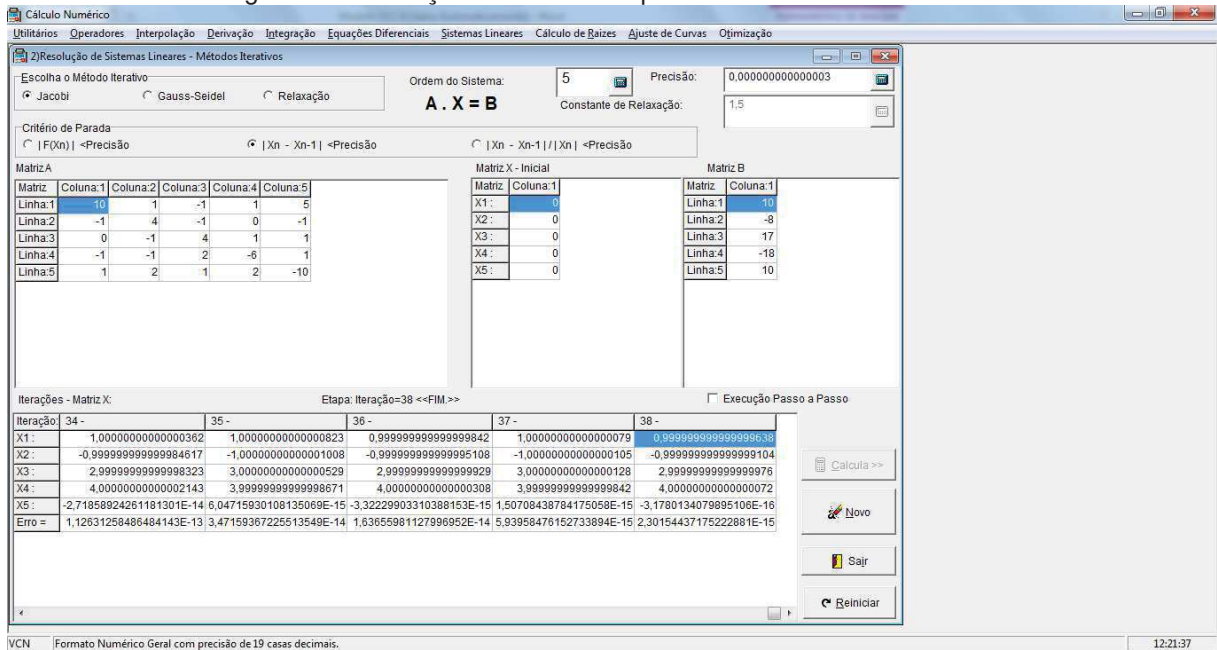 Cálculo Numérico
Utilitários Operadores Interpolação Derivação Integração Equações Diferenciais Sistemas Lineares Cálculo de Raizes Ajuste de Curvas Otimização
2)Resolução de Sistemas Lineares - Métodos Iterativos
Escolha o Método Iterativo
Jacobi Gauss-Seidel Relaxação
Ordem do Sistema: 5 Precisão: 0,000000000000003
A . X = B Constante de Relaxação: 1,5
Critério de Parada
| F(Xn) | <Precisão | Xn - Xn-1 | <Precisão | Xn - Xn-1 | / | Xn | <Precisão
Matriz A
Matriz Coluna:1 Coluna:2 Coluna:3 Coluna:4 Coluna:5
Linha:1 10 1 -1 1 5
Linha:2 -1 4 -1 0 -1
Linha:3 0 -1 4 1 1
Linha:4 -1 -1 2 -6 1
Linha:5 1 2 1 2 -10
Matriz X - Inicial
Matriz Coluna:1
X1 : 0
X2 : 0
X3 : 0
X4 : 0
X5 : 0
Matriz B
Matriz Coluna:1
Linha:1 10
Linha:2 -8
Linha:3 17
Linha:4 -18
Linha:5 10
Iterações - Matriz X: Etapa: Iteração=38 <<FIM.>> Execução Passo a Passo
Iteração: 34 - 35 - 36 - 37 - 38 -
X1 : 1,00000000000000362 1,00000000000000823 0,999999999999999842 1,00000000000000079 0,999999999999999638
X2 : -0,999999999999984617 -1,00000000000001008 -0,999999999999995108 -1,00000000000000105 -0,999999999999999104
X3 : 2,99999999999998323 3,00000000000000529 2,99999999999999929 3,00000000000000128 2,99999999999999976
X4 : 4,00000000000002143 3,99999999999998671 4,00000000000000308 3,99999999999999842 4,00000000000000072
X5 : -2,71858924261181301E-14 6,04715930108135069E-15 -3,32229903310388153E-15 1,50708438784175058E-15 -3,1780134079895106E-16
Erro = 1,12631258486484143E-13 3,47159367225513549E-14 1,63655981127996952E-14 5,93958476152733894E-15 2,30154437175222881E-15
Calcula >>
Novo
Sair
Reiniciar
VCN Formato Numérico Geral com precisão de 19 casas decimais. 12:21:37